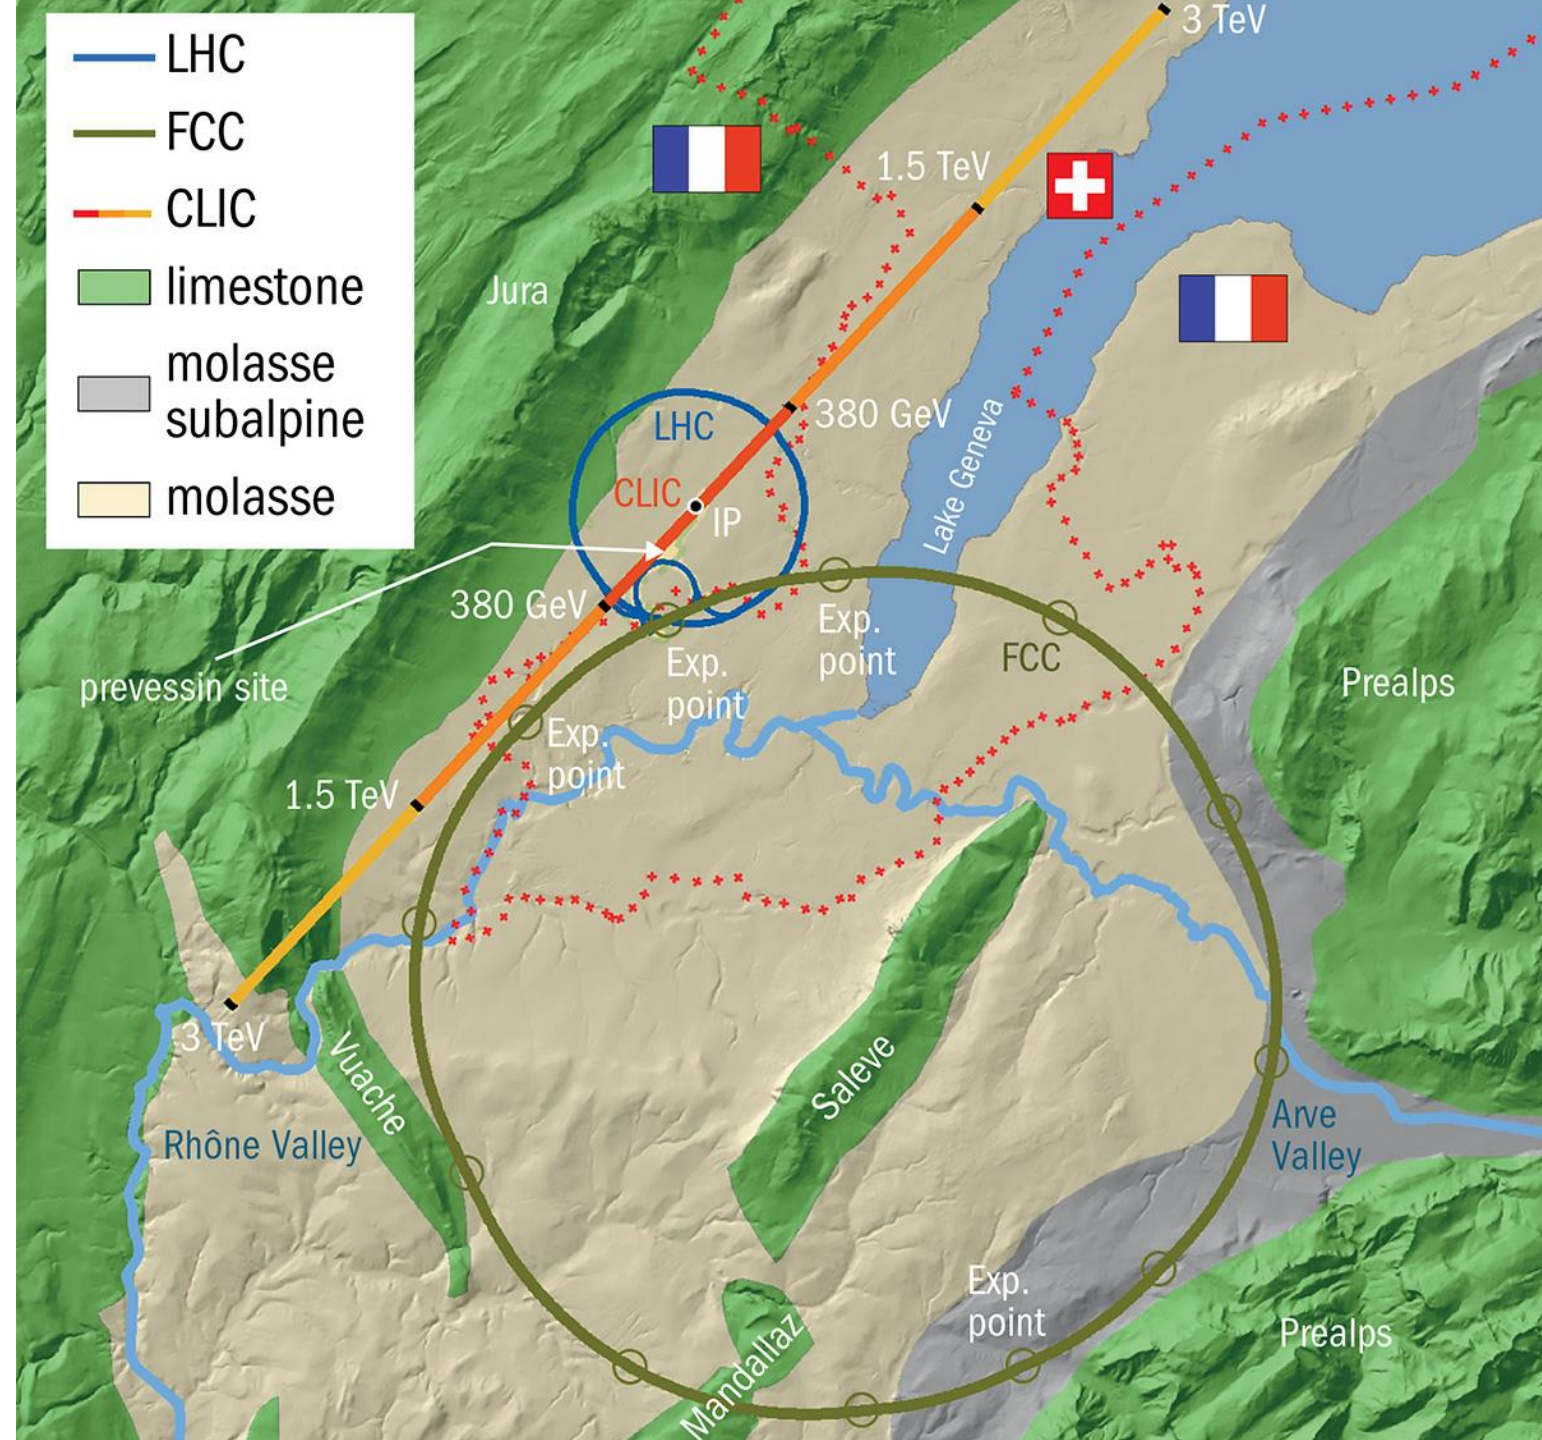 LHC
FCC
CLIC
limestone
molasse
subalpine
molasse
3 TeV
1.5 TeV
Jura
380 GeV
LHC
CLIC
IP
Lake Geneva
380 GeV
prevessin site
Exp.
point
Exp.
point
Exp.
point
FCC
Prealps
1.5 TeV
3 TeV
Vuache
Saleve
Rhône Valley
Arve
Valley
Exp.
point
Prealps
Mandallaz